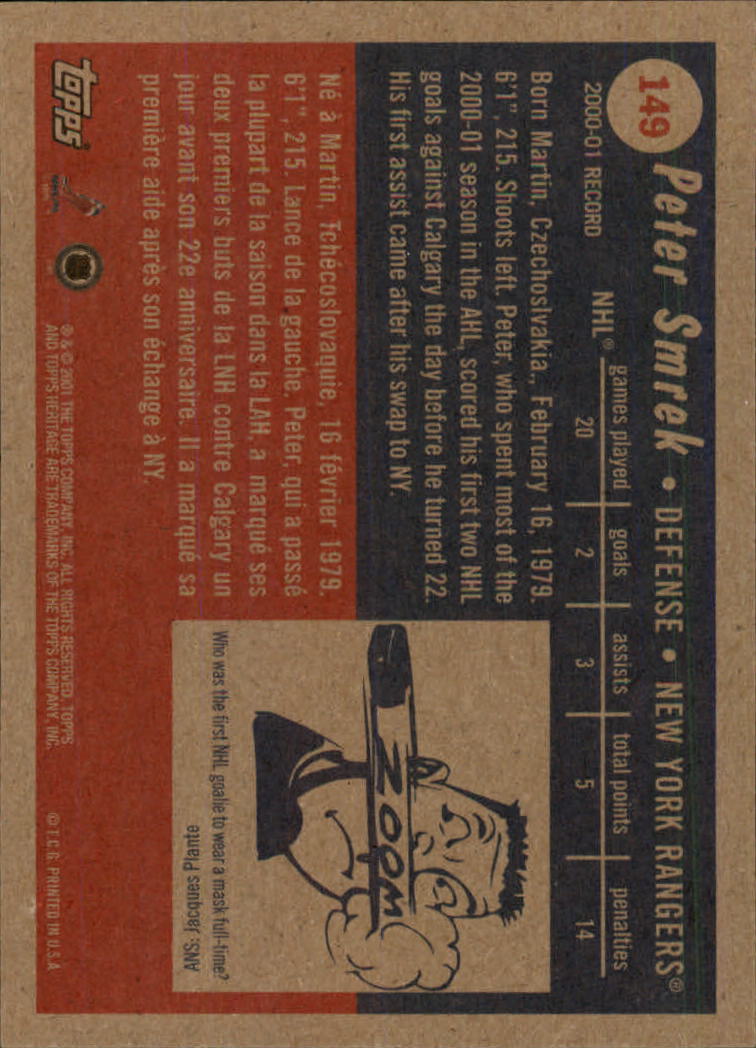 149
Peter Smrek • DEFENSE • NEW YORK RANGERS®
2000-01 RECORD
games played goals assists total points penalties
NHL® 20 2 3 5 14
Born Martin, Czechoslvakia, February 16, 1979.
6'1", 215. Shoots left. Peter, who spent most of the
2000-01 season in the AHL, scored his first two NHL
goals against Calgary the day before he turned 22.
His first assist came after his swap to NY.
Né à Martin, Tchécoslovaquie, 16 février 1979.
6'1", 215. Lance de la gauche. Peter, qui a passé
la plupart de la saison dans la LAH, a marqué ses
deux premiers buts de la LNH contre Calgary un
jour avant son 22e anniversaire. Il a marqué sa
première aide après son échange à NY.
ZOOM
Who was the first NHL goalie to wear a mask full-time?
ANS: Jacques Plante
topps®
® & © 2001 THE TOPPS COMPANY, INC. ALL RIGHTS RESERVED. TOPPS
AND TOPPS HERITAGE ARE TRADEMARKS OF THE TOPPS COMPANY, INC.
© T.C.G. PRINTED IN U.S.A.